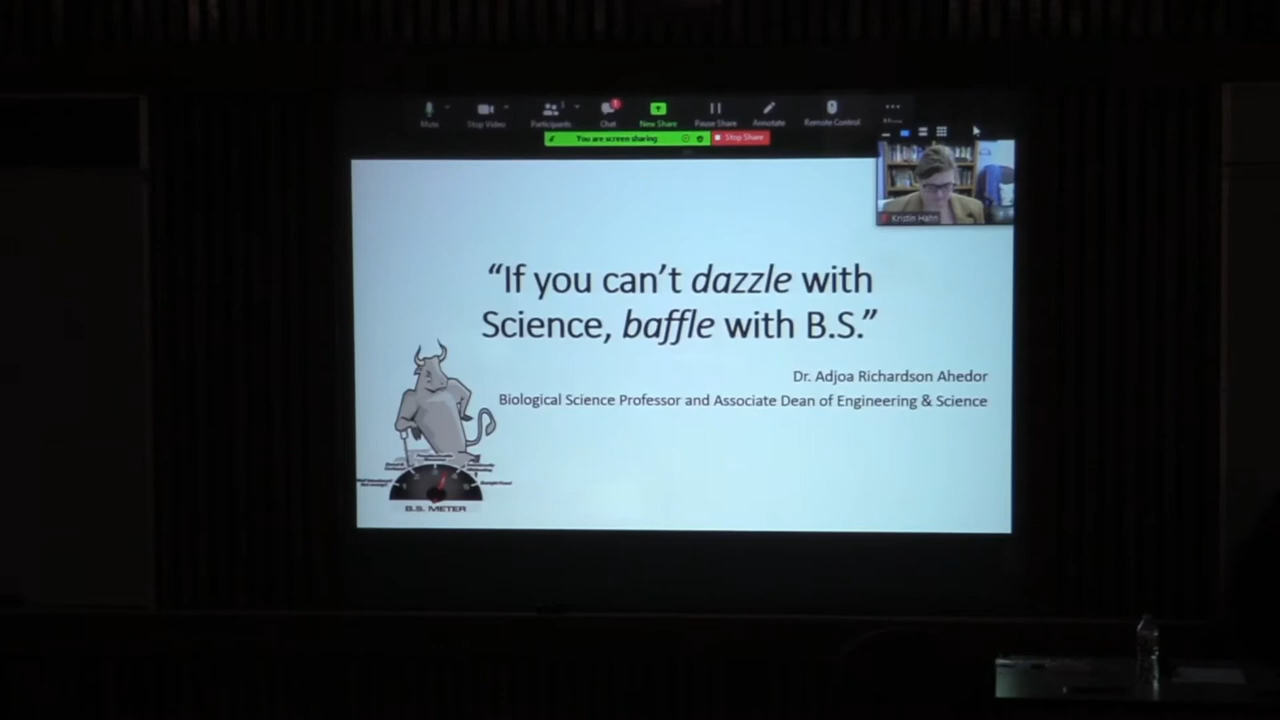 Mute
Stop Video
Participants
1
Chat
1
New Share
Pause Share
Annotate
Remote Control
You are screen sharing
Stop Share
Kristin Hahn
“If you can’t dazzle with
Science, baffle with B.S.”
Dr. Adjoa Richardson Ahedor
Biological Science Professor and Associate Dean of Engineering & Science
B.S. METER